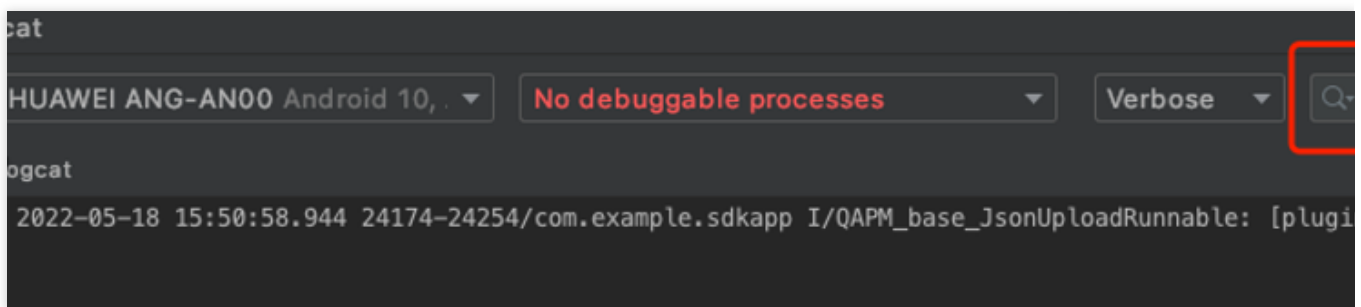 cat
HUAWEI ANG-AN00 Android 10, . No debuggable processes Verbose
ogcat
2022-05-18 15:50:58.944 24174-24254/com.example.sdkapp I/QAPM_base_JsonUploadRunnable: [plugi